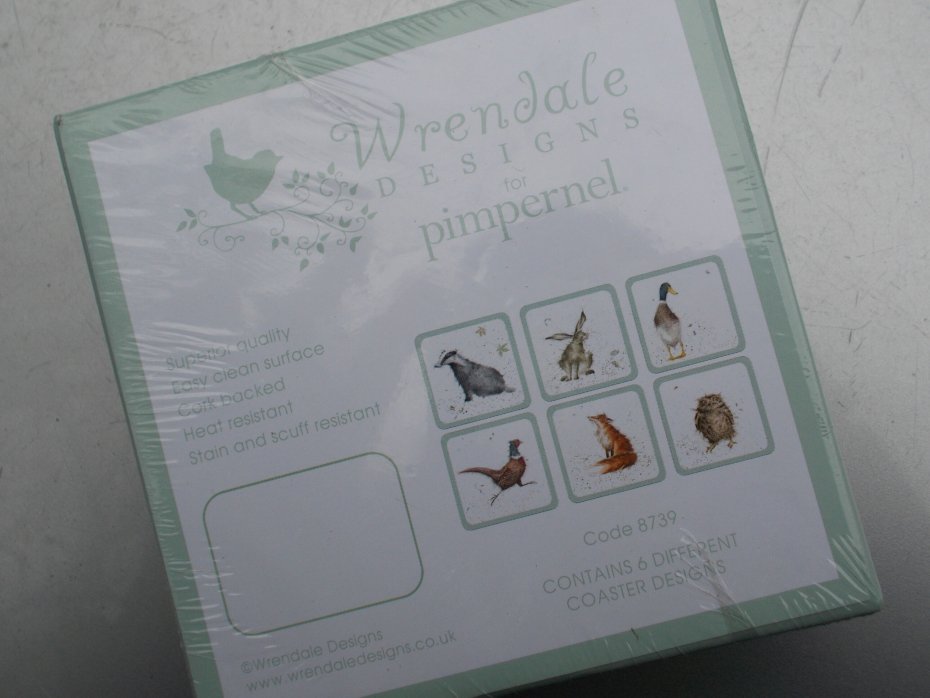 Wrendale
DESIGNS
for
pimpernel.
Superior quality
Easy clean surface
Cork backed
Heat resistant
Stain and scuff resistant
Code 8739
CONTAINS 6 DIFFERENT
COASTER DESIGNS
©Wrendale Designs
www.wrendaledesigns.co.uk